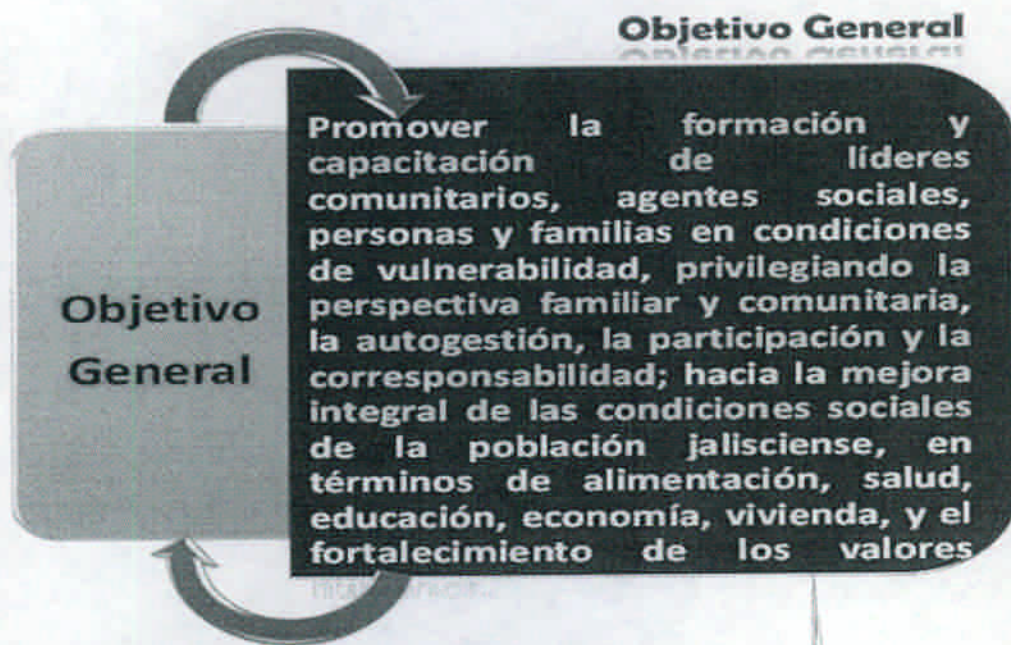 Objetivo General
Objetivo
General
Promover la formación y
capacitación de líderes
comunitarios, agentes sociales,
personas y familias en condiciones
de vulnerabilidad, privilegiando la
perspectiva familiar y comunitaria,
la autogestión, la participación y la
corresponsabilidad; hacia la mejora
integral de las condiciones sociales
de la población jalisciense, en
términos de alimentación, salud,
educación, economía, vivienda, y el
fortalecimiento de los valores